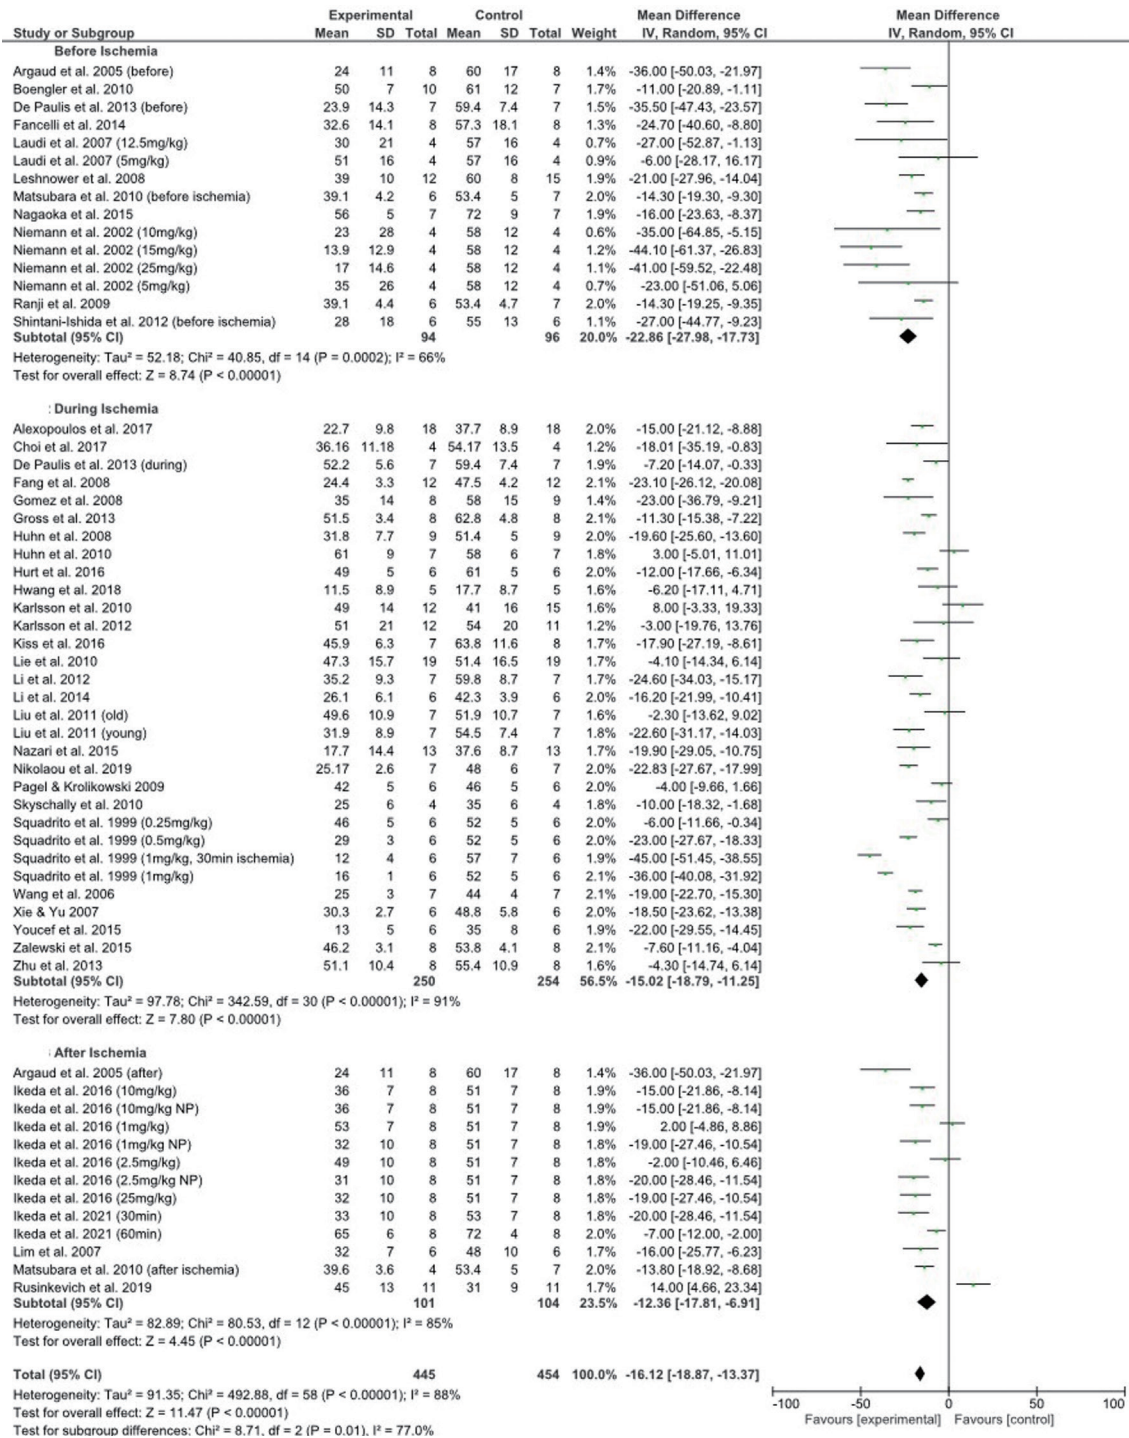 Experimental Control Mean Difference Mean Difference
Study or Subgroup Mean SD Total Mean SD Total Weight IV, Random, 95% CI IV, Random, 95% CI
Before Ischemia
Argaud et al. 2005 (before) 24 11 8 60 17 8 1.4% -36.00 [-50.03, -21.97]
Boengler et al. 2010 50 7 10 61 12 7 1.7% -11.00 [-20.89, -1.11]
De Paulis et al. 2013 (before) 23.9 14.3 7 59.4 7.4 7 1.5% -35.50 [-47.43, -23.57]
Fancelli et al. 2014 32.6 14.1 8 57.3 18.1 8 1.3% -24.70 [-40.60, -8.80]
Laudi et al. 2007 (12.5mg/kg) 30 21 4 57 16 4 0.7% -27.00 [-52.87, -1.13]
Laudi et al. 2007 (5mg/kg) 51 16 4 57 16 4 0.9% -6.00 [-28.17, 16.17]
Leshnower et al. 2008 39 10 12 60 8 15 1.9% -21.00 [-27.96, -14.04]
Matsubara et al. 2010 (before ischemia) 39.1 4.2 6 53.4 5 7 2.0% -14.30 [-19.30, -9.30]
Nagaoka et al. 2015 56 5 7 72 9 7 1.9% -16.00 [-23.63, -8.37]
Niemann et al. 2002 (10mg/kg) 23 28 4 58 12 4 0.6% -35.00 [-64.85, -5.15]
Niemann et al. 2002 (15mg/kg) 13.9 12.9 4 58 12 4 1.2% -44.10 [-61.37, -26.83]
Niemann et al. 2002 (25mg/kg) 17 14.6 4 58 12 4 1.1% -41.00 [-59.52, -22.48]
Niemann et al. 2002 (5mg/kg) 35 26 4 58 12 4 0.7% -23.00 [-51.06, 5.06]
Ranji et al. 2009 39.1 4.4 6 53.4 4.7 7 2.0% -14.30 [-19.25, -9.35]
Shintani-Ishida et al. 2012 (before ischemia) 28 18 6 55 13 6 1.1% -27.00 [-44.77, -9.23]
Subtotal (95% CI) 94 96 20.0% -22.86 [-27.98, -17.73]
Heterogeneity: Tau² = 52.18; Chi² = 40.85, df = 14 (P = 0.0002); I² = 66%
Test for overall effect: Z = 8.74 (P < 0.00001)
: During Ischemia
Alexopoulos et al. 2017 22.7 9.8 18 37.7 8.9 18 2.0% -15.00 [-21.12, -8.88]
Choi et al. 2017 36.16 11.18 4 54.17 13.5 4 1.2% -18.01 [-35.19, -0.83]
De Paulis et al. 2013 (during) 52.2 5.6 7 59.4 7.4 7 1.9% -7.20 [-14.07, -0.33]
Fang et al. 2008 24.4 3.3 12 47.5 4.2 12 2.1% -23.10 [-26.12, -20.08]
Gomez et al. 2008 35 14 8 58 15 9 1.4% -23.00 [-36.79, -9.21]
Gross et al. 2013 51.5 3.4 8 62.8 4.8 8 2.1% -11.30 [-15.38, -7.22]
Huhn et al. 2008 31.8 7.7 9 51.4 5 9 2.0% -19.60 [-25.60, -13.60]
Huhn et al. 2010 61 9 7 58 6 7 1.8% 3.00 [-5.01, 11.01]
Hurt et al. 2016 49 5 6 61 5 6 2.0% -12.00 [-17.66, -6.34]
Hwang et al. 2018 11.5 8.9 5 17.7 8.7 5 1.6% -6.20 [-17.11, 4.71]
Karlsson et al. 2010 49 14 12 41 16 15 1.6% 8.00 [-3.33, 19.33]
Karlsson et al. 2012 51 21 12 54 20 11 1.2% -3.00 [-19.76, 13.76]
Kiss et al. 2016 45.9 6.3 7 63.8 11.6 8 1.7% -17.90 [-27.19, -8.61]
Lie et al. 2010 47.3 15.7 19 51.4 16.5 19 1.7% -4.10 [-14.34, 6.14]
Li et al. 2012 35.2 9.3 7 59.8 8.7 7 1.7% -24.60 [-34.03, -15.17]
Li et al. 2014 26.1 6.1 6 42.3 3.9 6 2.0% -16.20 [-21.99, -10.41]
Liu et al. 2011 (old) 49.6 10.9 7 51.9 10.7 7 1.6% -2.30 [-13.62, 9.02]
Liu et al. 2011 (young) 31.9 8.9 7 54.5 7.4 7 1.8% -22.60 [-31.17, -14.03]
Nazari et al. 2015 17.7 14.4 13 37.6 8.7 13 1.7% -19.90 [-29.05, -10.75]
Nikolaou et al. 2019 25.17 2.6 7 48 6 7 2.0% -22.83 [-27.67, -17.99]
Pagel & Krolikowski 2009 42 5 6 46 5 6 2.0% -4.00 [-9.66, 1.66]
Skyschally et al. 2010 25 6 4 35 6 4 1.8% -10.00 [-18.32, -1.68]
Squadrito et al. 1999 (0.25mg/kg) 46 5 6 52 5 6 2.0% -6.00 [-11.66, -0.34]
Squadrito et al. 1999 (0.5mg/kg) 29 3 6 52 5 6 2.0% -23.00 [-27.67, -18.33]
Squadrito et al. 1999 (1mg/kg, 30min ischemia) 12 4 6 57 7 6 1.9% -45.00 [-51.45, -38.55]
Squadrito et al. 1999 (1mg/kg) 16 1 6 52 5 6 2.1% -36.00 [-40.08, -31.92]
Wang et al. 2006 25 3 7 44 4 7 2.1% -19.00 [-22.70, -15.30]
Xie & Yu 2007 30.3 2.7 6 48.8 5.8 6 2.0% -18.50 [-23.62, -13.38]
Youcef et al. 2015 13 5 6 35 8 6 1.9% -22.00 [-29.55, -14.45]
Zalewski et al. 2015 46.2 3.1 8 53.8 4.1 8 2.1% -7.60 [-11.16, -4.04]
Zhu et al. 2013 51.1 10.4 8 55.4 10.9 8 1.6% -4.30 [-14.74, 6.14]
Subtotal (95% CI) 250 254 56.5% -15.02 [-18.79, -11.25]
Heterogeneity: Tau² = 97.78; Chi² = 342.59, df = 30 (P < 0.00001); I² = 91%
Test for overall effect: Z = 7.80 (P < 0.00001)
: After Ischemia
Argaud et al. 2005 (after) 24 11 8 60 17 8 1.4% -36.00 [-50.03, -21.97]
Ikeda et al. 2016 (10mg/kg) 36 7 8 51 7 8 1.9% -15.00 [-21.86, -8.14]
Ikeda et al. 2016 (10mg/kg NP) 36 7 8 51 7 8 1.9% -15.00 [-21.86, -8.14]
Ikeda et al. 2016 (1mg/kg) 53 7 8 51 7 8 1.9% 2.00 [-4.86, 8.86]
Ikeda et al. 2016 (1mg/kg NP) 32 10 8 51 7 8 1.8% -19.00 [-27.46, -10.54]
Ikeda et al. 2016 (2.5mg/kg) 49 10 8 51 7 8 1.8% -2.00 [-10.46, 6.46]
Ikeda et al. 2016 (2.5mg/kg NP) 31 10 8 51 7 8 1.8% -20.00 [-28.46, -11.54]
Ikeda et al. 2016 (25mg/kg) 32 10 8 51 7 8 1.8% -19.00 [-27.46, -10.54]
Ikeda et al. 2021 (30min) 33 10 8 53 7 8 1.8% -20.00 [-28.46, -11.54]
Ikeda et al. 2021 (60min) 65 6 8 72 4 8 2.0% -7.00 [-12.00, -2.00]
Lim et al. 2007 32 7 6 48 10 6 1.7% -16.00 [-25.77, -6.23]
Matsubara et al. 2010 (after ischemia) 39.6 3.6 4 53.4 5 7 2.0% -13.80 [-18.92, -8.68]
Rusinkevich et al. 2019 45 13 11 31 9 11 1.7% 14.00 [4.66, 23.34]
Subtotal (95% CI) 101 104 23.5% -12.36 [-17.81, -6.91]
Heterogeneity: Tau² = 82.89; Chi² = 80.53, df = 12 (P < 0.00001); I² = 85%
Test for overall effect: Z = 4.45 (P < 0.00001)
Total (95% CI) 445 454 100.0% -16.12 [-18.87, -13.37]
Heterogeneity: Tau² = 91.35; Chi² = 492.88, df = 58 (P < 0.00001); I² = 88%
Test for overall effect: Z = 11.47 (P < 0.00001)
Test for subgroup differences: Chi² = 8.71, df = 2 (P = 0.01), I² = 77.0%
-100 -50 0 50 100
Favours [experimental] Favours [control]